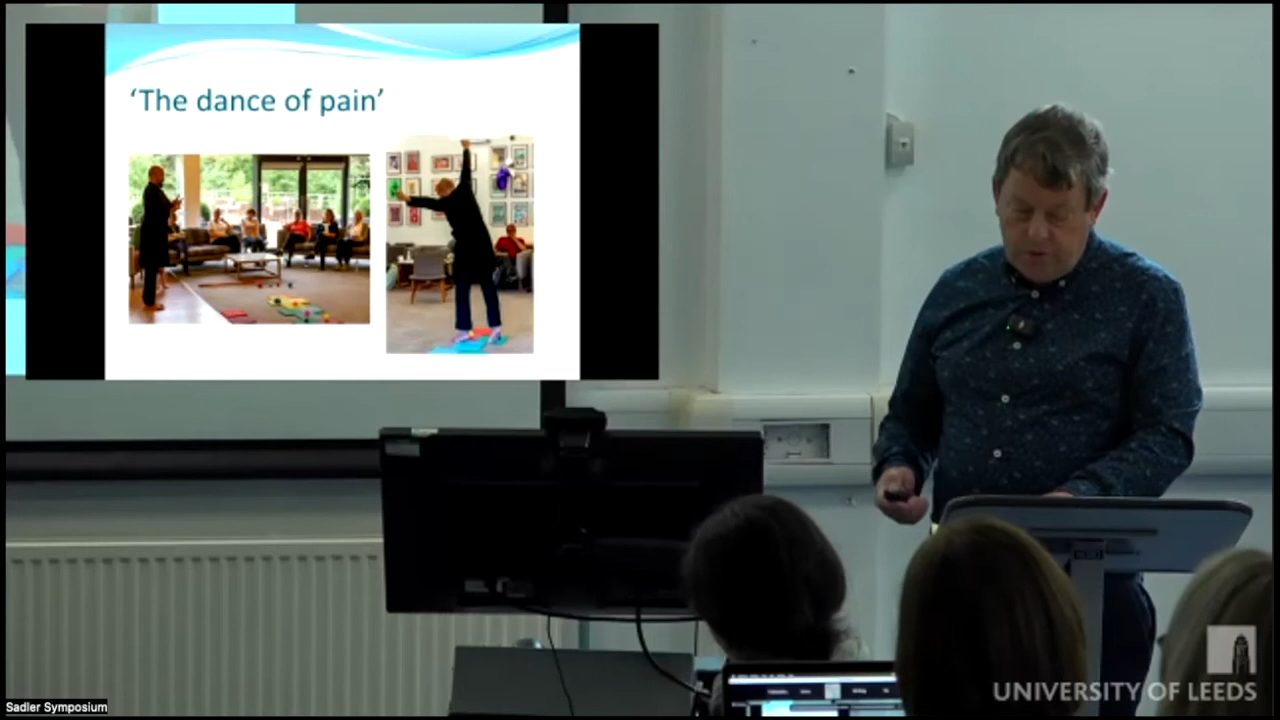 ‘The dance of pain’
Sadler Symposium
UNIVERSITY OF LEEDS